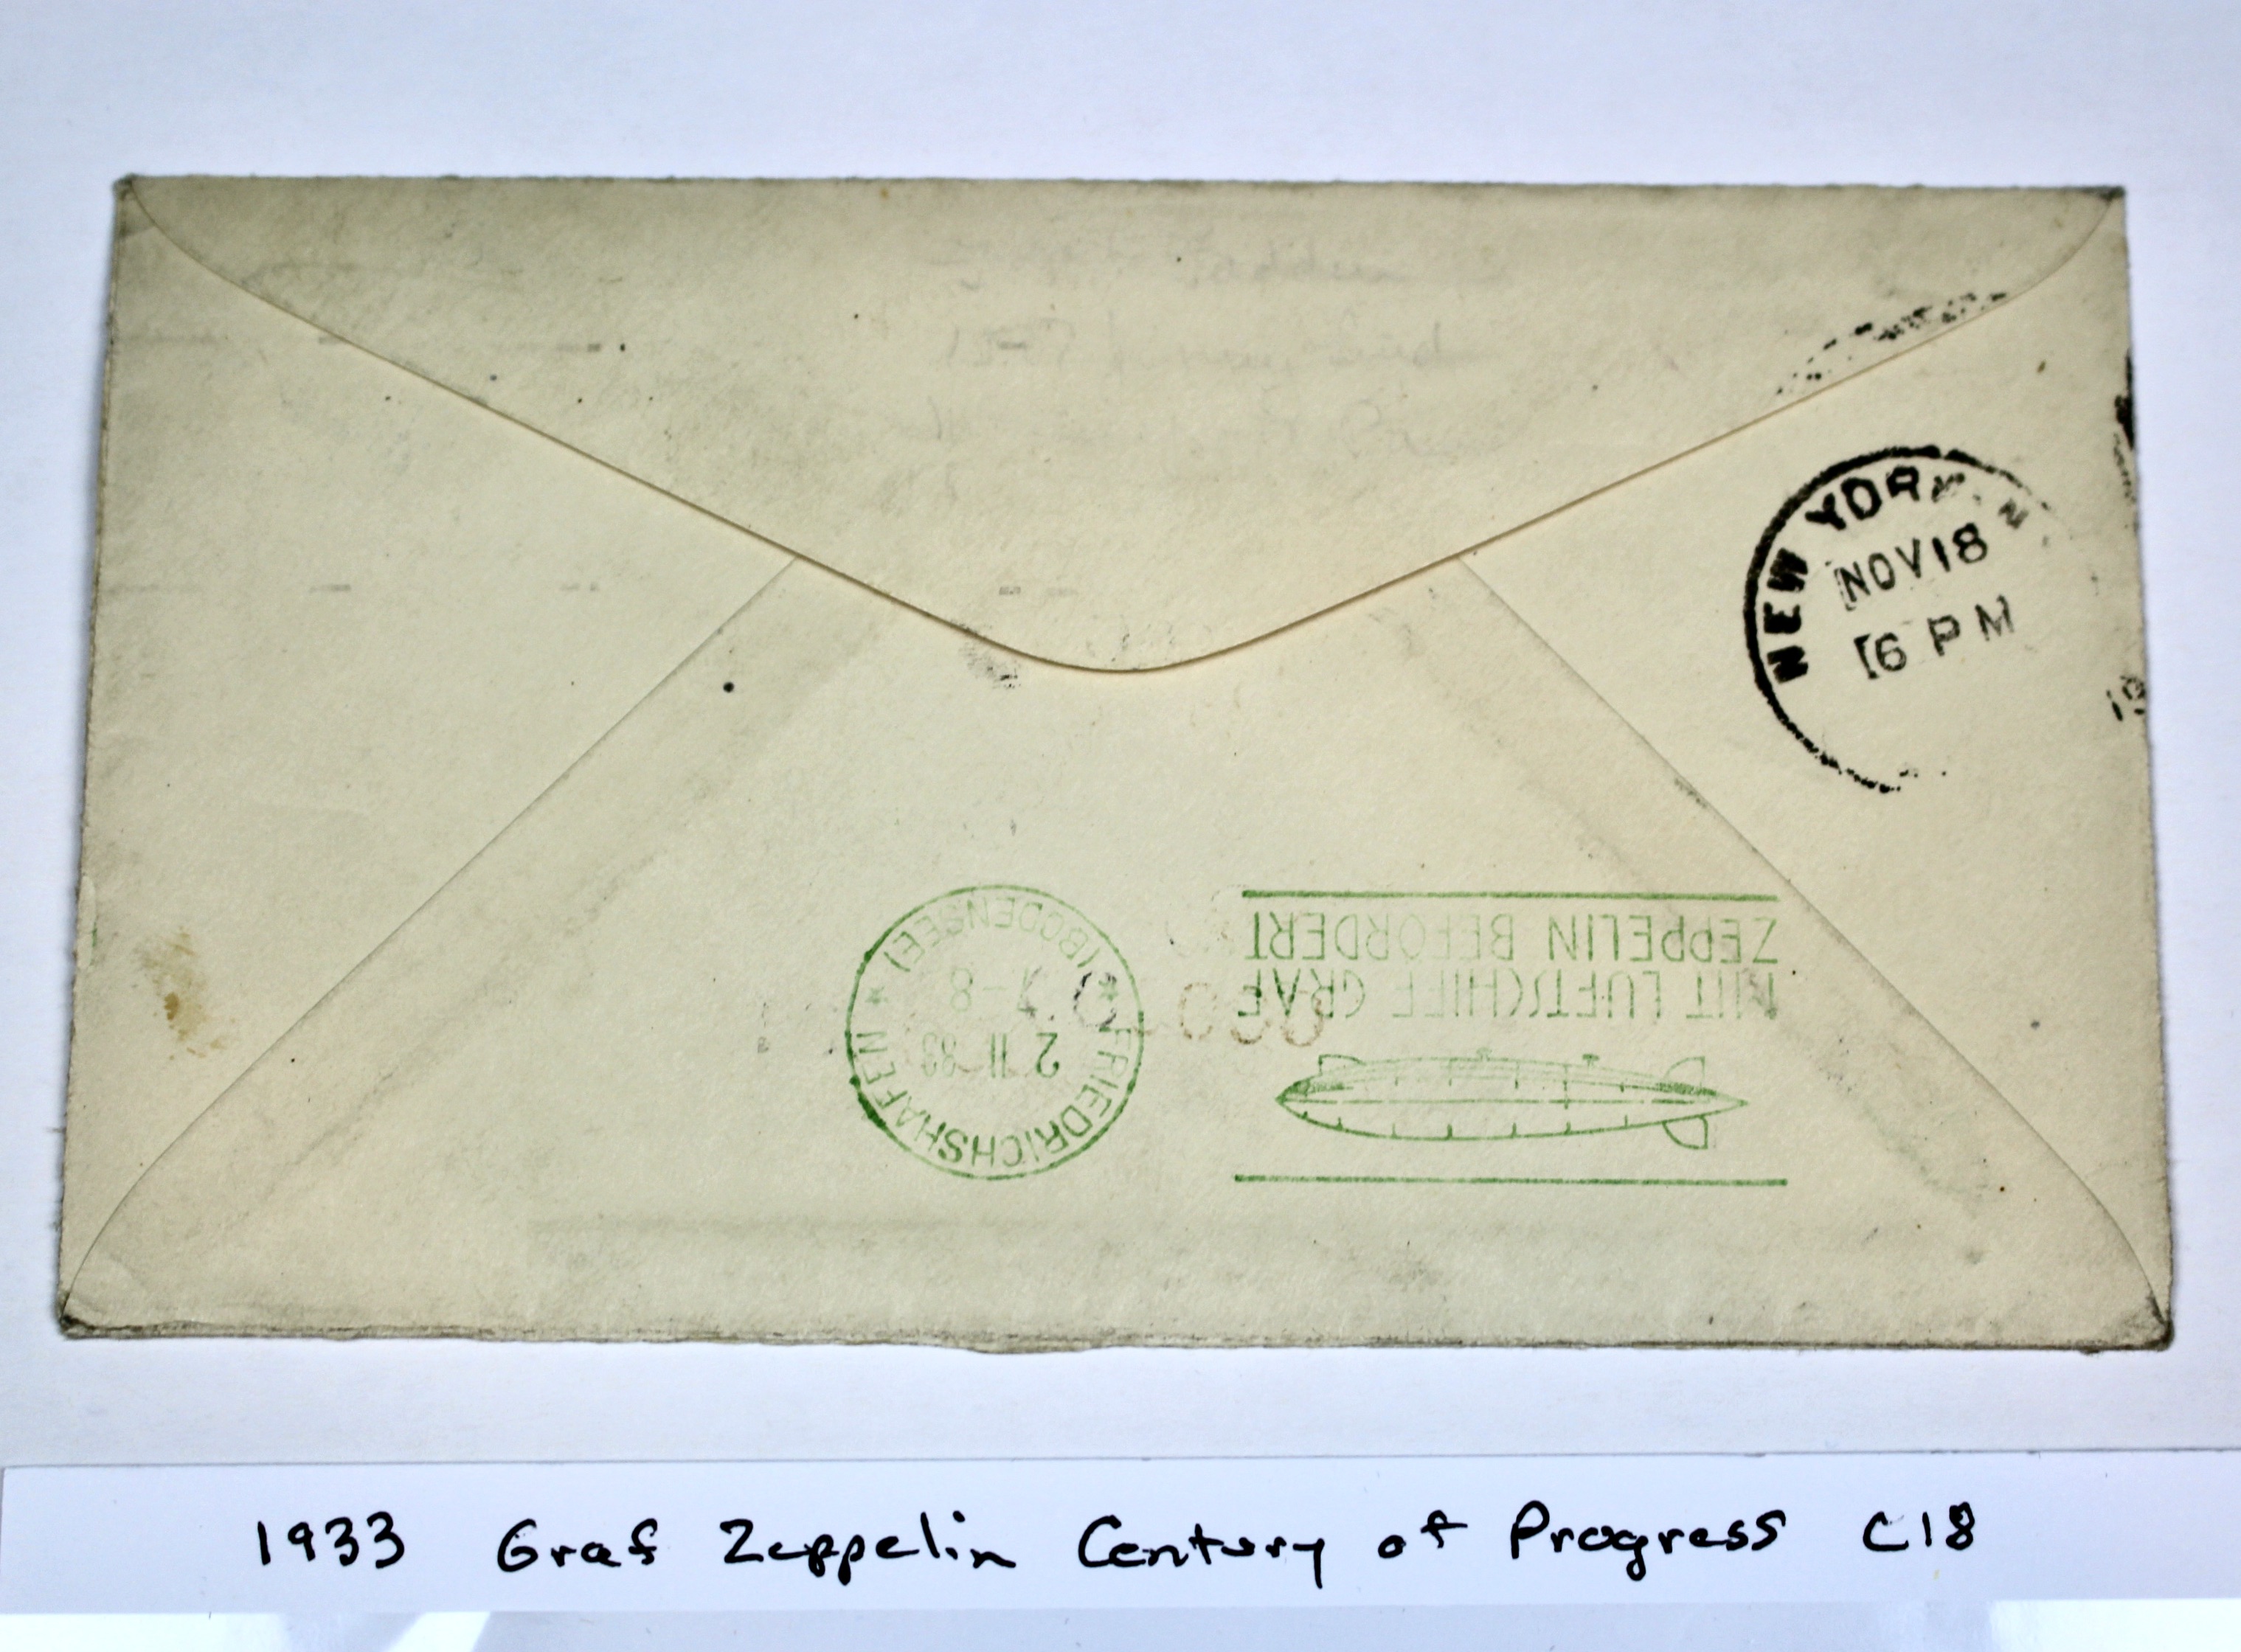 NEW YORK, N
NOV 18
6 PM
MIT LUFTSCHIFF GRAF
ZEPPELIN BEFÖRDERT
FRIEDRICHSHAFEN
2 11 33
7-8
(BODENSEE)
1933 Graf Zeppelin Century of Progress C18